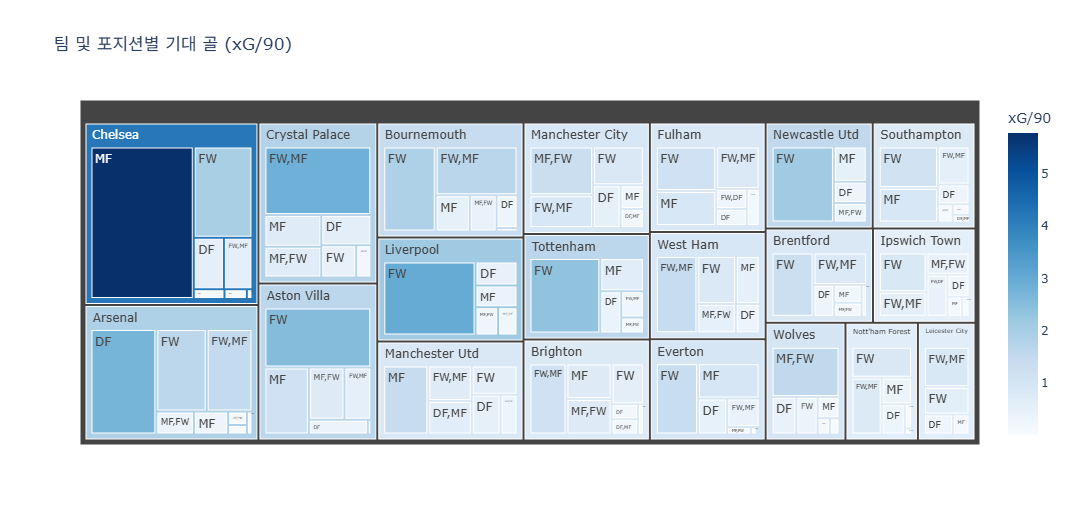 팀 및 포지션별 기대 골 (xG/90)
xG/90
5
4
3
2
1
Chelsea
MF
FW
DF
FW,MF
Arsenal
DF
FW
FW,MF
MF,FW
MF
Crystal Palace
FW,MF
MF
DF
MF,FW
FW
Aston Villa
FW
MF
MF,FW
FW,MF
DF
Bournemouth
FW
FW,MF
MF
MF,FW
DF
Liverpool
FW
DF
MF
MF,FW
Manchester Utd
MF
FW,MF
FW
DF,MF
DF
Manchester City
MF,FW
FW
FW,MF
DF
MF
DF,MF
Tottenham
FW
MF
DF
FW,MF
MF,FW
Brighton
FW,MF
MF
FW
MF,FW
DF
DF,MF
Fulham
FW
FW,MF
MF
FW,DF
DF
West Ham
FW,MF
FW
MF
MF,FW
DF
Everton
FW
MF
DF
FW,MF
MF,FW
Newcastle Utd
FW
MF
DF
MF,FW
Brentford
FW
FW,MF
DF
MF
MF,FW
Wolves
MF,FW
DF
FW
MF
Southampton
FW
FW,MF
MF
DF
DF,MF
Ipswich Town
FW
MF,FW
FW,MF
FW,DF
DF
MF
Nott'ham Forest
FW
FW,MF
MF
DF
Leicester City
FW,MF
FW
DF
MF